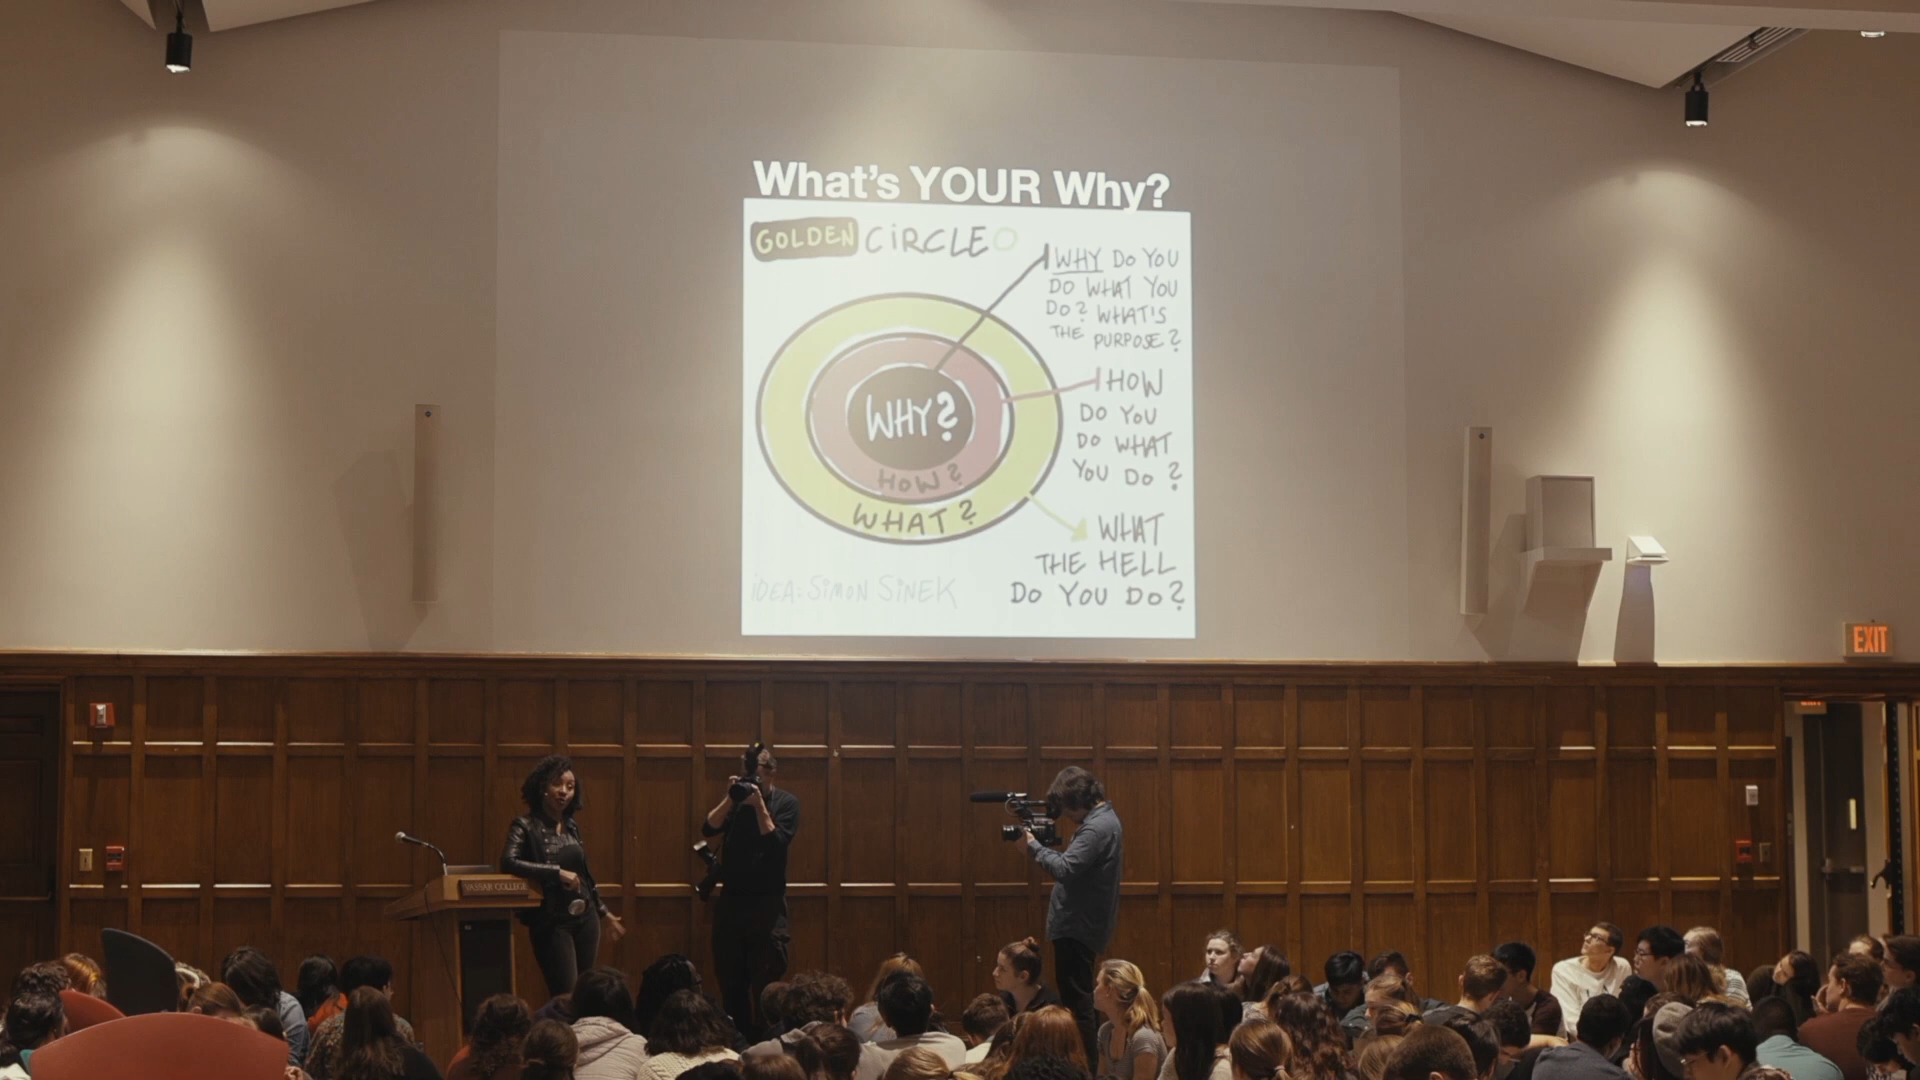 What's YOUR Why?
GOLDEN CIRCLE
WHY DO YOU
DO WHAT YOU
DO? WHAT'S
THE PURPOSE?
HOW
DO YOU
DO WHAT
YOU DO?
WHY?
HOW?
WHAT?
WHAT
THE HELL
DO YOU DO?
iDEA: SiMON SiNEK
EXIT
VASSAR COLLEGE